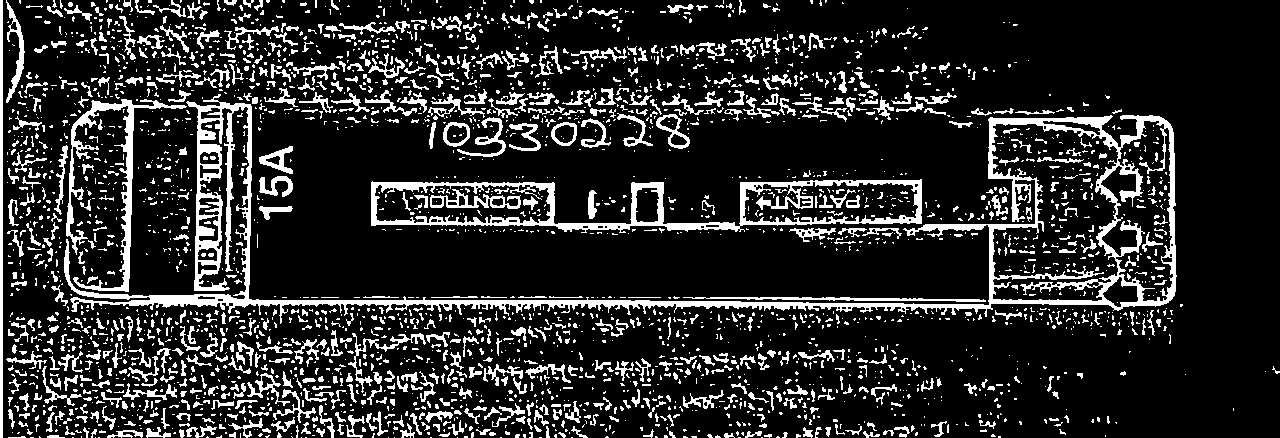 10230228
TB LAM TB LAM
15A
CONTROL
PATIENT